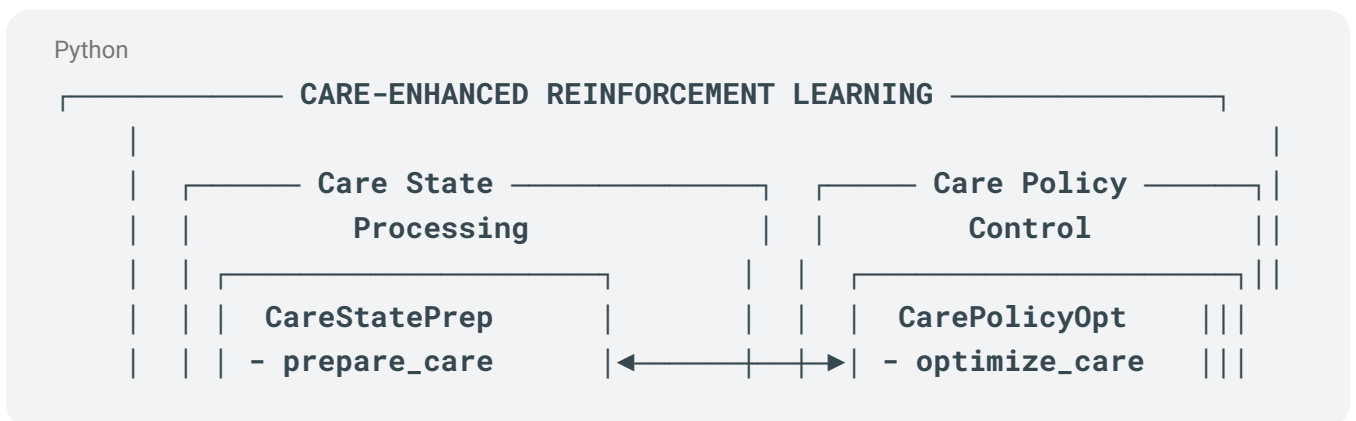 Python
CARE-ENHANCED REINFORCEMENT LEARNING
Care State Care Policy
Processing Control
CareStatePrep CarePolicyOpt
- prepare_care - optimize_care